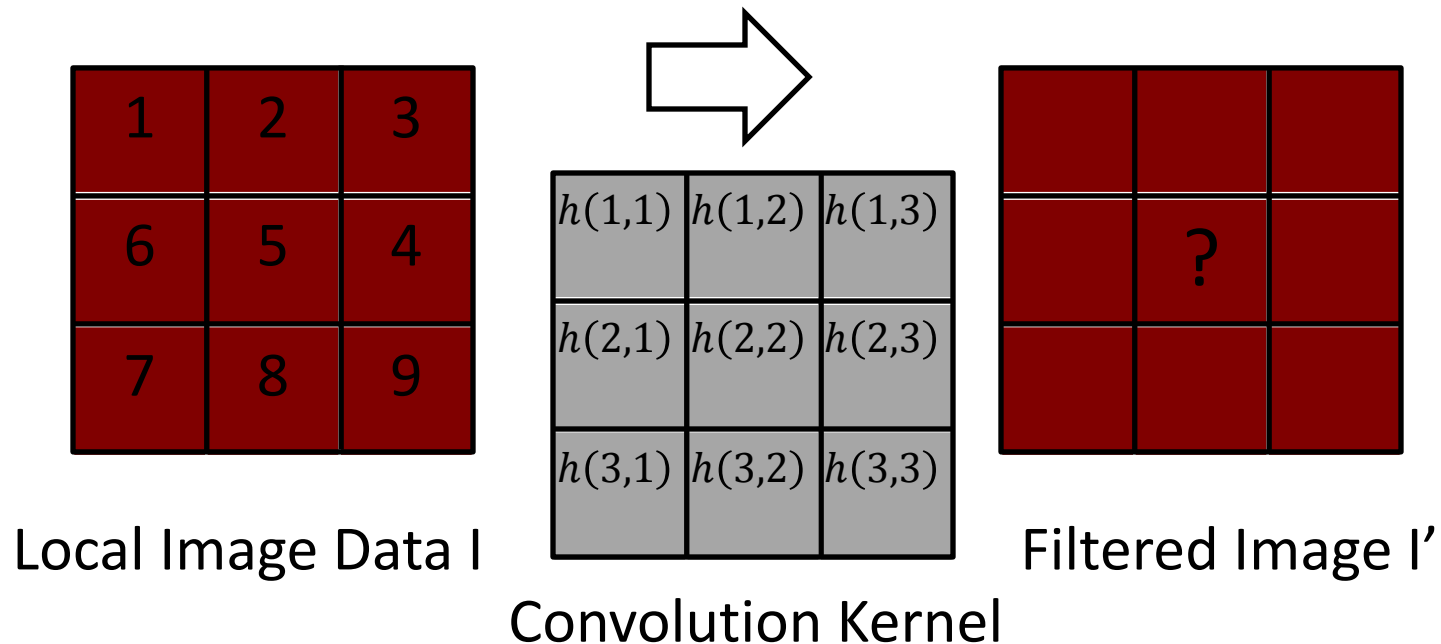 1 2 3
6 5 4
7 8 9
Local Image Data I
h(1,1) h(1,2) h(1,3)
h(2,1) h(2,2) h(2,3)
h(3,1) h(3,2) h(3,3)
Convolution Kernel
?
Filtered Image I’